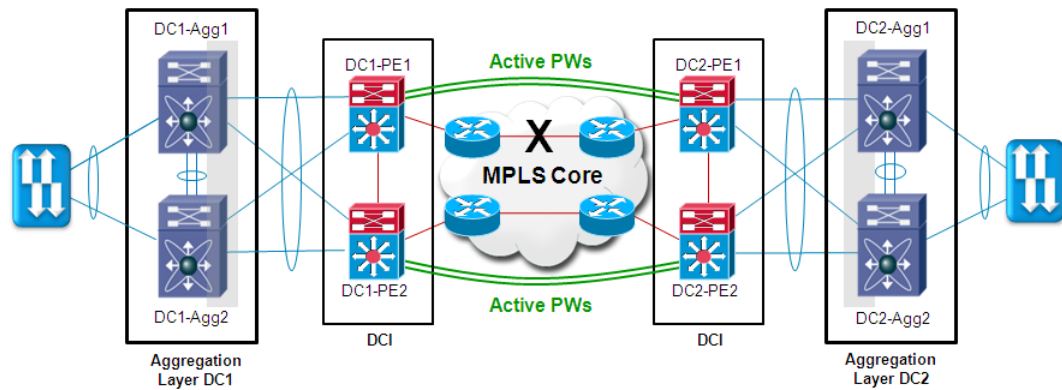 DC1-Agg1
DC2-Agg1
DC1-PE1
Active PWs
DC2-PE1
X
MPLS Core
DC1-PE2
Active PWs
DC2-PE2
DC1-Agg2
DC2-Agg2
DCI
DCI
Aggregation
Layer DC1
Aggregation
Layer DC2